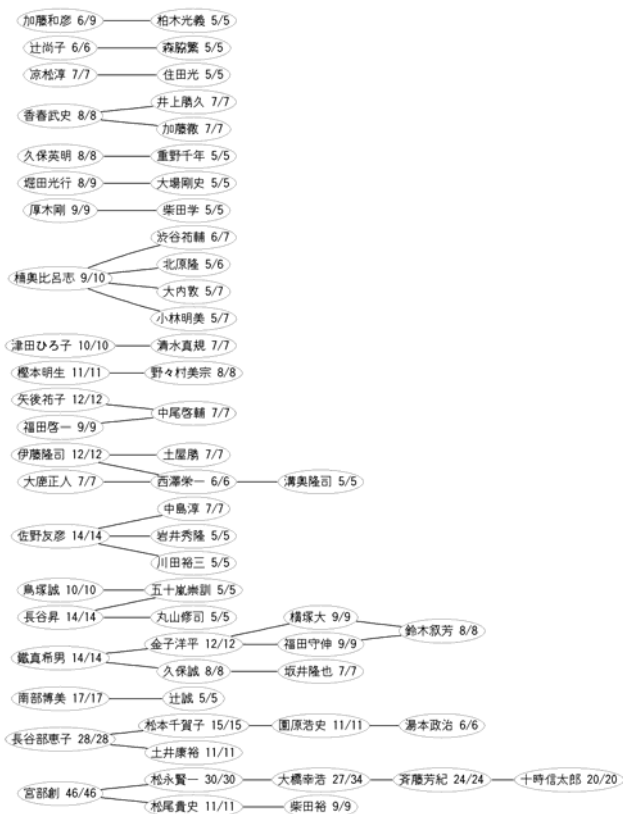 加藤和彦 6/9 柏木光義 5/5
辻尚子 6/6 森脇繁 5/5
凉松淳 7/7 住田光 5/5
井上勝久 7/7
香春武史 8/8
加藤徹 7/7
久保英明 8/8 重野千年 5/5
堀田光行 8/9 大場剛史 5/5
厚木剛 9/9 柴田学 5/5
渋谷祐輔 6/7
北原隆 5/6
楠奥比呂志 9/10
大内敦 5/7
小林明美 5/7
津田ひろ子 10/10 清水真規 7/7
樫本明生 11/11 野々村美宗 8/8
矢後祐子 12/12
中尾啓輔 7/7
福田啓一 9/9
伊藤隆司 12/12 土屋勝 7/7
大鹿正人 7/7 西澤栄一 6/6 溝奥隆司 5/5
中島淳 7/7
佐野友彦 14/14 岩井秀隆 5/5
川田裕三 5/5
鳥塚誠 10/10 五十嵐崇訓 5/5
長谷昇 14/14 丸山修司 5/5
横塚大 9/9
鈴木叙芳 8/8
金子洋平 12/12 福田守伸 9/9
鐵真希男 14/14
久保誠 8/8 坂井隆也 7/7
南部博美 17/17 辻誠 5/5
松本千賀子 15/15 園原浩史 11/11 湯本政治 6/6
長谷部恵子 28/28
土井康裕 11/11
松永賢一 30/30 大橋幸浩 27/34 斉藤芳紀 24/24 十時信太郎 20/20
宮部創 46/46
松尾貴史 11/11 柴田裕 9/9